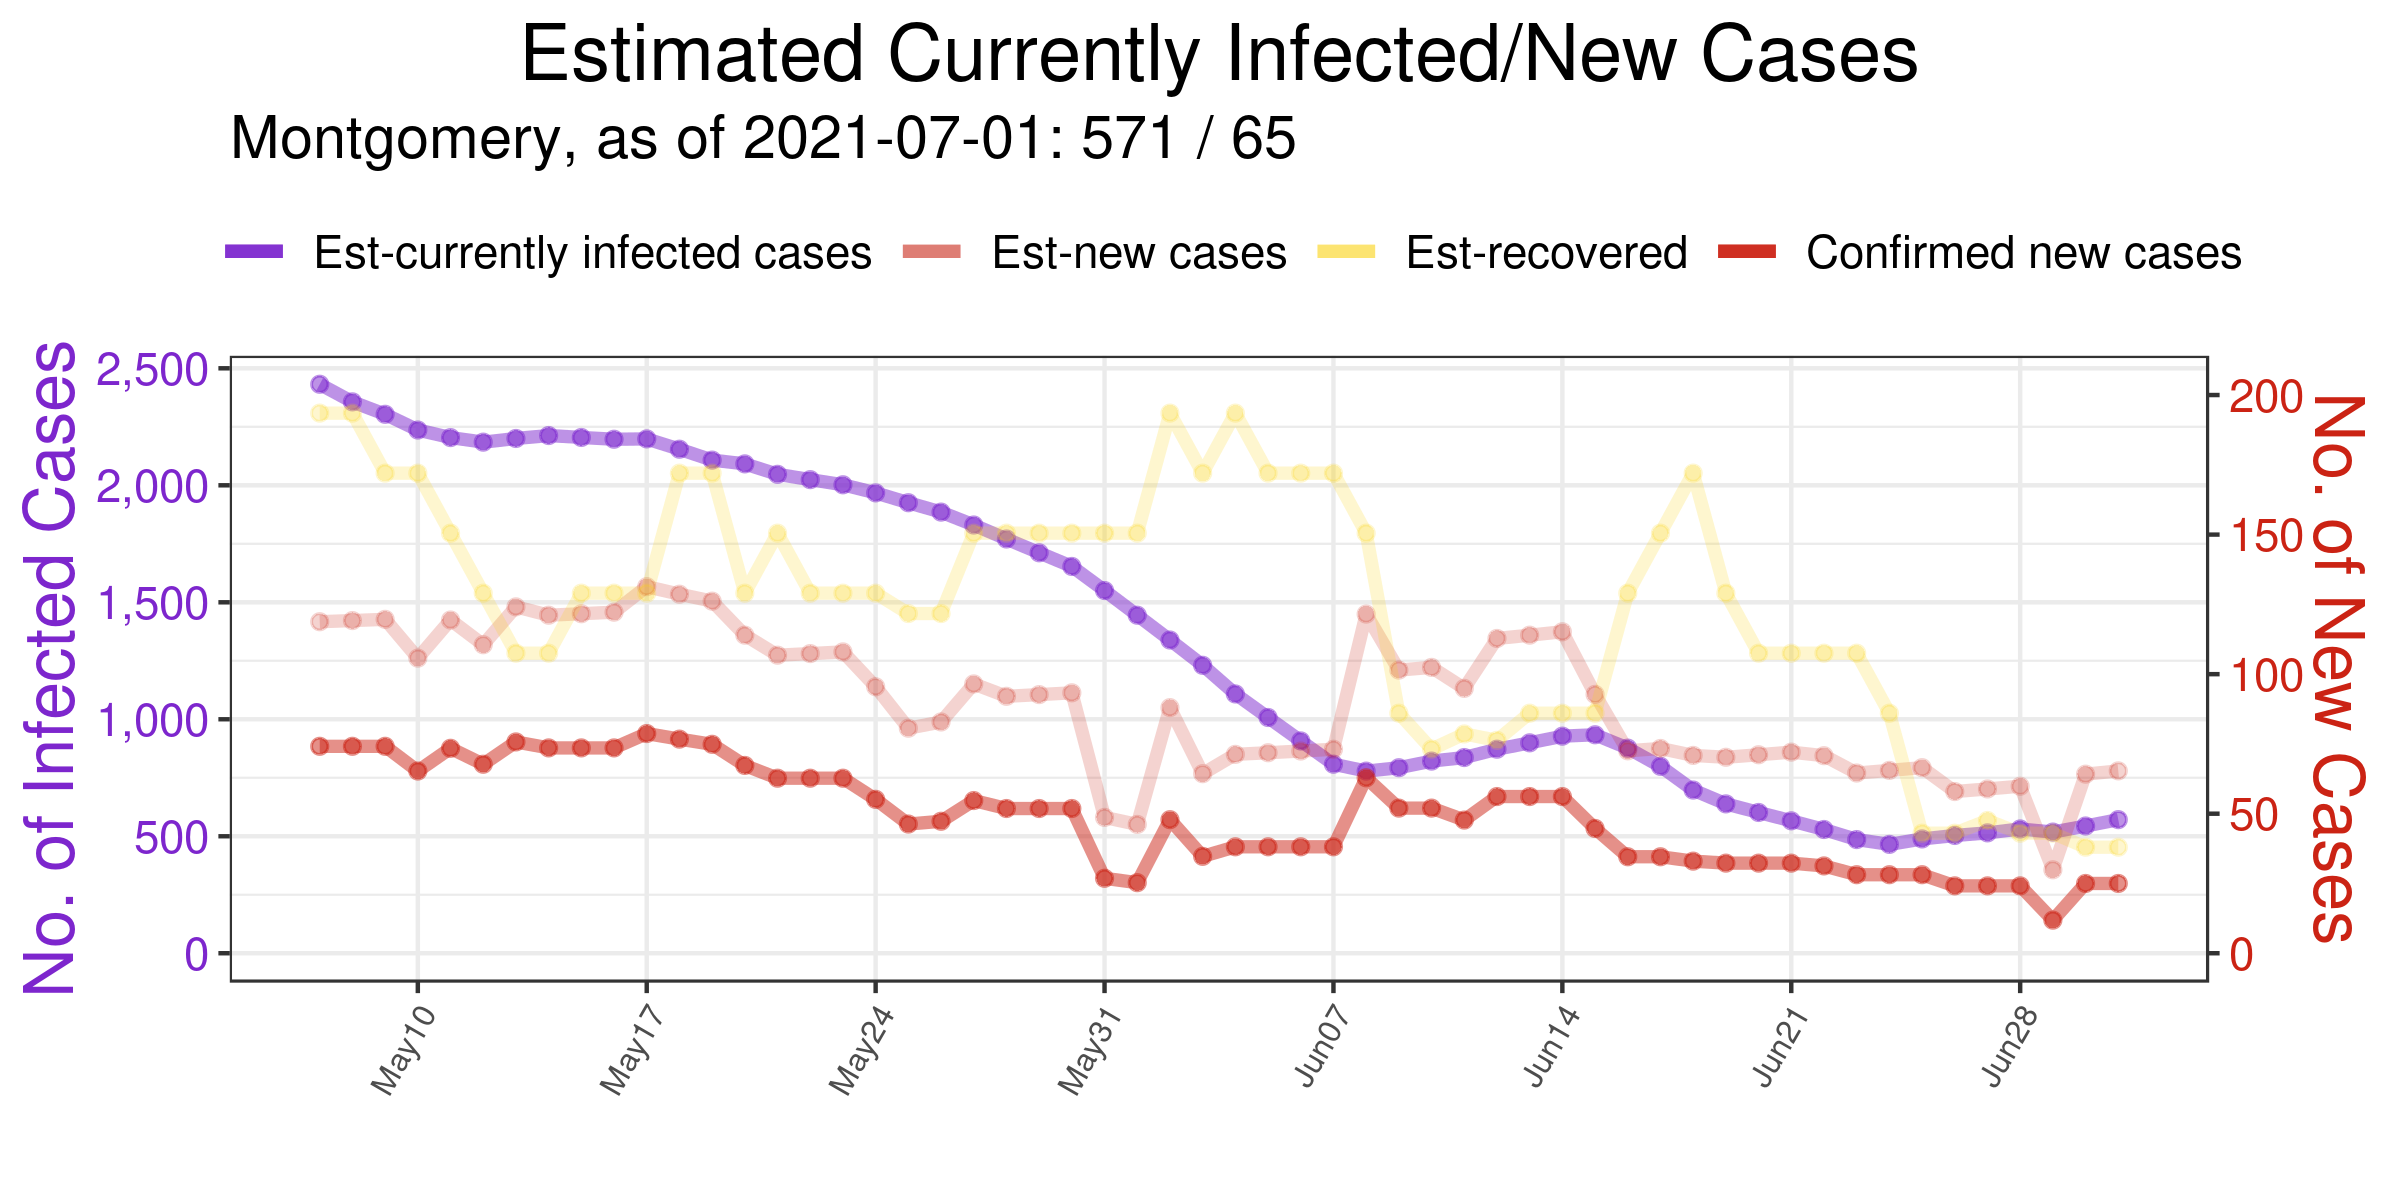 Estimated Currently Infected/New Cases
Montgomery, as of 2021-07-01: 571 / 65
Est-currently infected cases Est-new cases Est-recovered Confirmed new cases
No. of Infected Cases
2,500
2,000
1,500
1,000
500
0
200
150
100
50
0
No. of New Cases
May10 May17 May24 May31 Jun07 Jun14 Jun21 Jun28